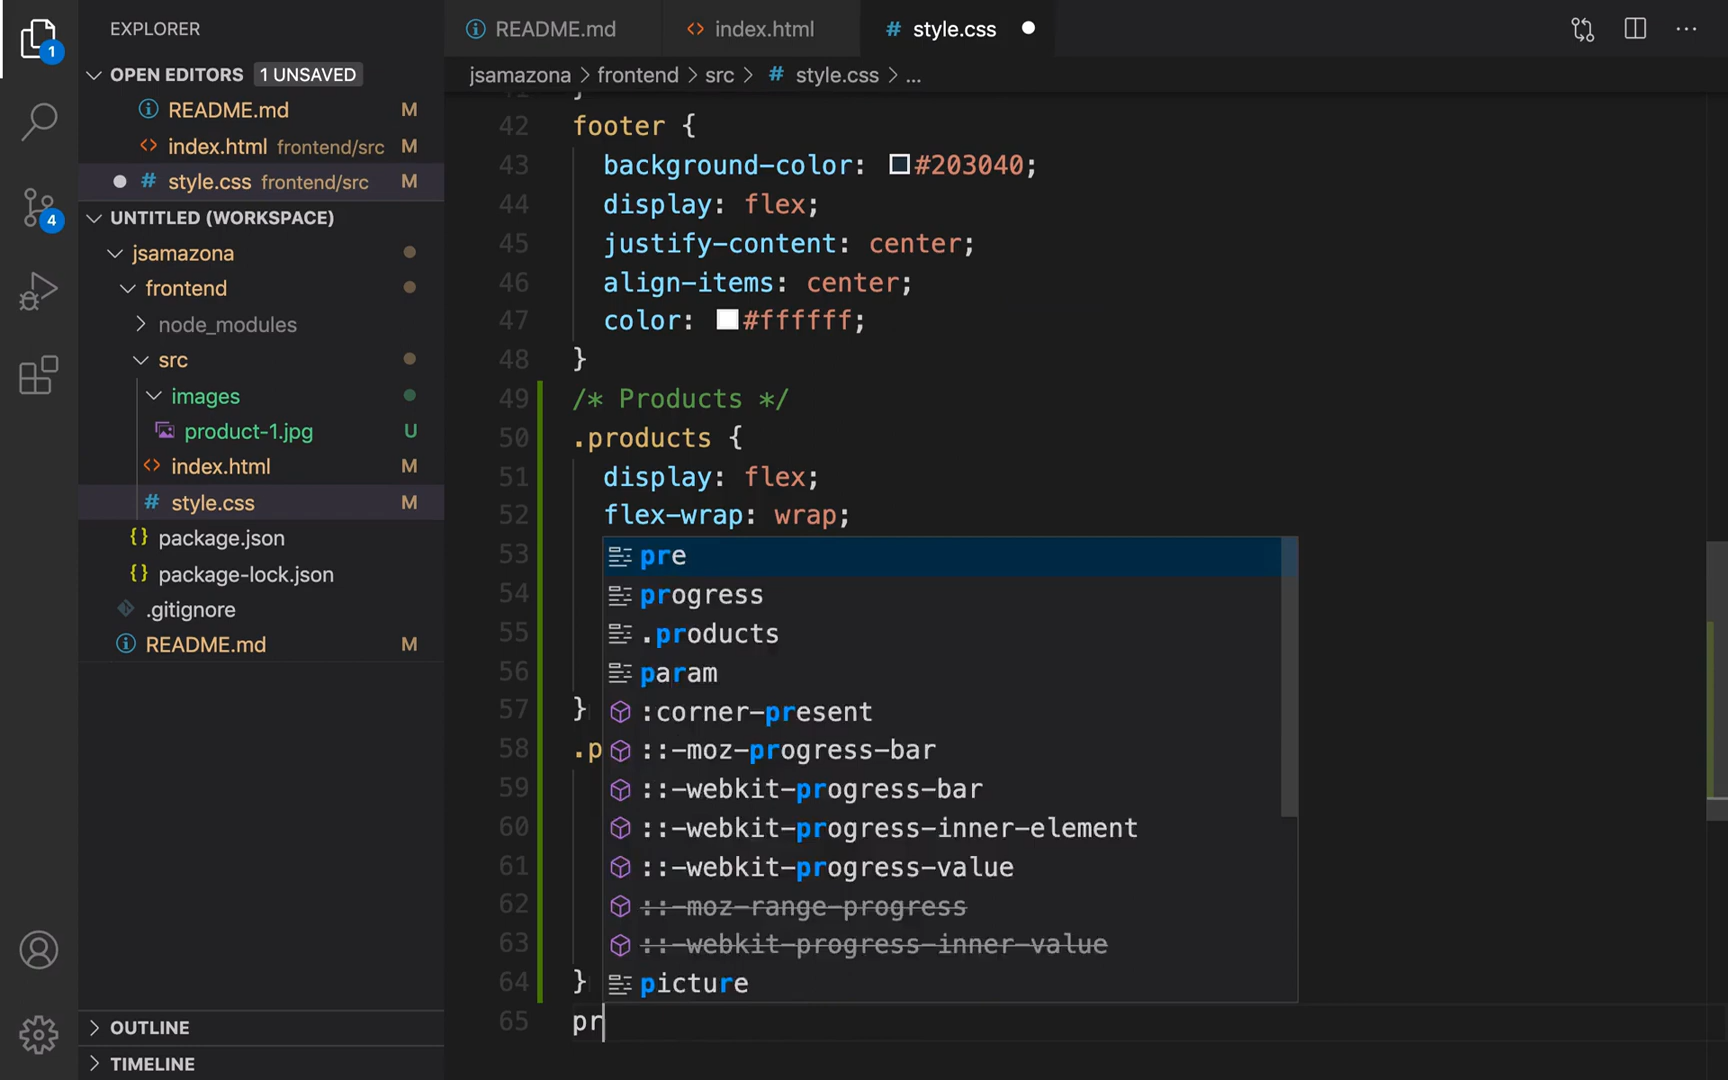 EXPLORER
README.md
index.html
# style.css
OPEN EDITORS 1 UNSAVED
jsamazona > frontend > src > # style.css > ...
1
README.md M
index.html frontend/src M
# style.css frontend/src M
4
UNTITLED (WORKSPACE)
jsamazona
frontend
node_modules
src
images
product-1.jpg U
index.html M
# style.css M
{} package.json
{} package-lock.json
.gitignore
README.md M
OUTLINE
TIMELINE
42 footer {
43 background-color: #203040;
44 display: flex;
45 justify-content: center;
46 align-items: center;
47 color: #ffffff;
48 }
49 /* Products */
50 .products {
51 display: flex;
52 flex-wrap: wrap;
53 pre
54 progress
55 .products
56 param
57 } :corner-present
58 .p ::-moz-progress-bar
59 ::-webkit-progress-bar
60 ::-webkit-progress-inner-element
61 ::-webkit-progress-value
62 ::-moz-range-progress
63 ::-webkit-progress-inner-value
64 } picture
65 pr